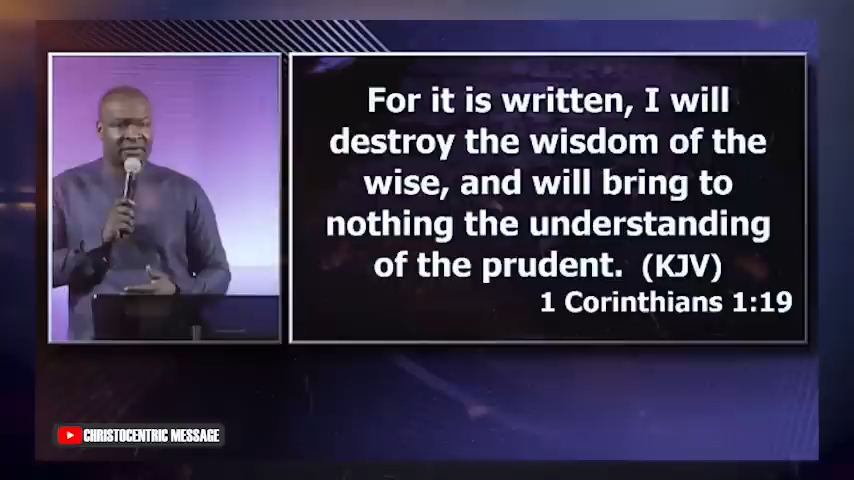 For it is written, I will
destroy the wisdom of the
wise, and will bring to
nothing the understanding
of the prudent. (KJV)
1 Corinthians 1:19
CHRISTOCENTRIC MESSAGE